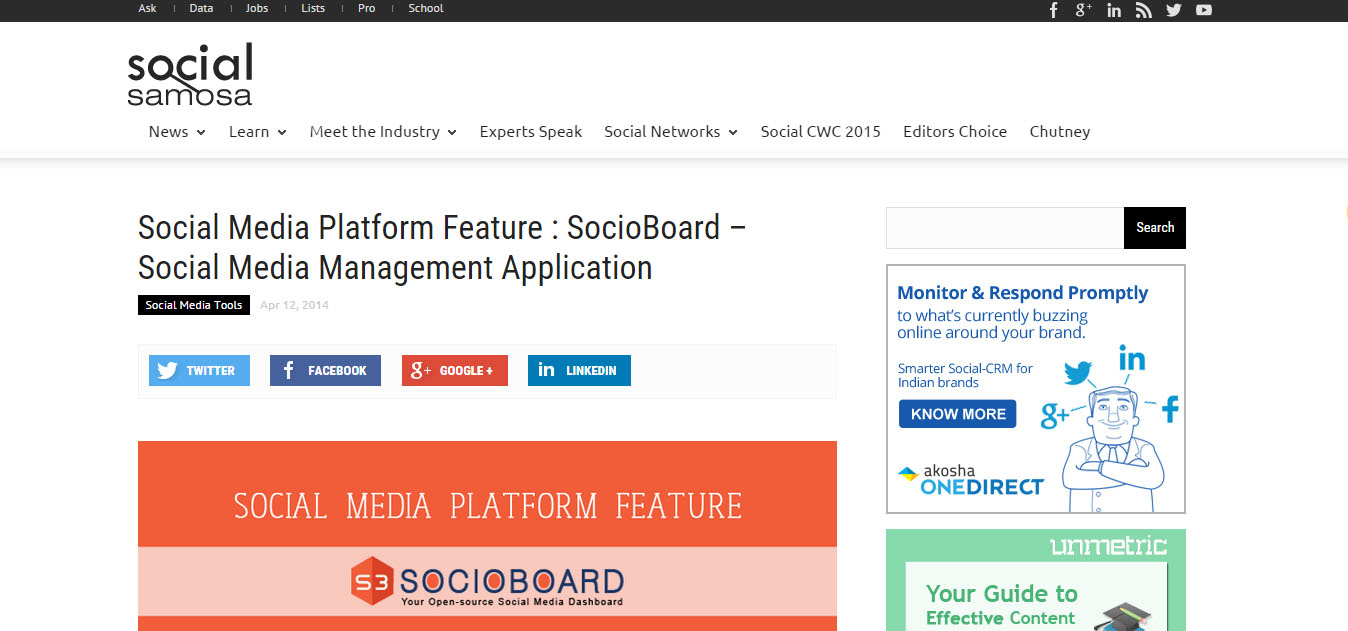 Ask | Data | Jobs | Lists | Pro | School
social
samosa
News Learn Meet the Industry Experts Speak Social Networks Social CWC 2015 Editors Choice Chutney
Social Media Platform Feature : SocioBoard –
Social Media Management Application
Social Media Tools Apr 12, 2014
TWITTER FACEBOOK g+ GOOGLE + in LINKEDIN
SOCIAL MEDIA PLATFORM FEATURE
S3 SOCIOBOARD
Your Open-source Social Media Dashboard
Search
Monitor & Respond Promptly
to what's currently buzzing
online around your brand.
Smarter Social-CRM for
Indian brands
KNOW MORE
akosha
ONEDIRECT
unmetric
Your Guide to
Effective Content